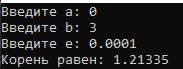 Введите a: 0
Введите b: 3
Введите e: 0.0001
Корень равен: 1.21335